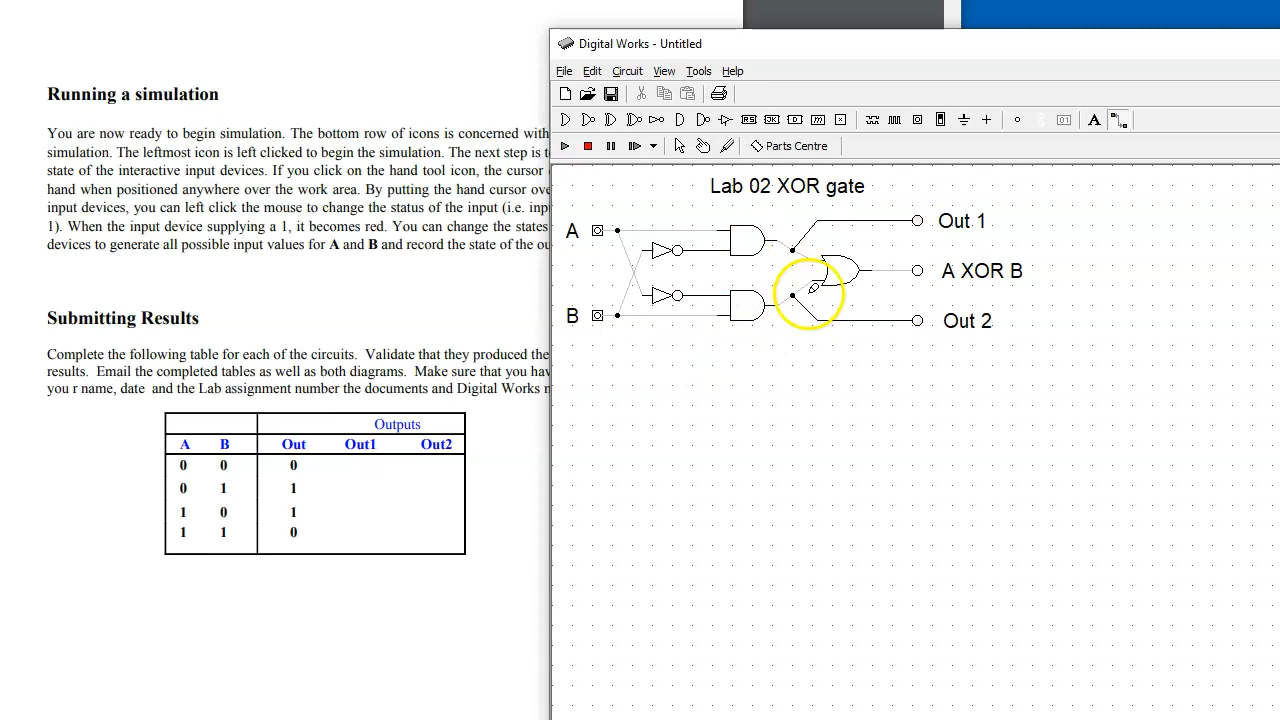 Running a simulation
You are now ready to begin simulation. The bottom row of icons is concerned with
simulation. The leftmost icon is left clicked to begin the simulation. The next step is t
state of the interactive input devices. If you click on the hand tool icon, the cursor
hand when positioned anywhere over the work area. By putting the hand cursor ove
input devices, you can left click the mouse to change the status of the input (i.e. inp
1). When the input device supplying a 1, it becomes red. You can change the states
devices to generate all possible input values for A and B and record the state of the ou
Submitting Results
Complete the following table for each of the circuits. Validate that they produced the
results. Email the completed tables as well as both diagrams. Make sure that you hav
you r name, date and the Lab assignment number the documents and Digital Works n
Outputs
A B Out Out1 Out2
0 0 0
0 1 1
1 0 1
1 1 0
Digital Works - Untitled
File Edit Circuit View Tools Help
A
Parts Centre
Lab 02 XOR gate
A
Out 1
A XOR B
B
Out 2